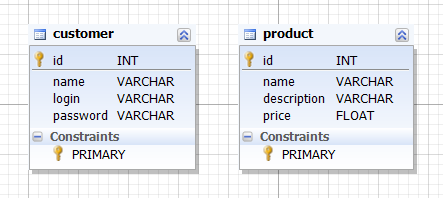 customer
id INT
name VARCHAR
login VARCHAR
password VARCHAR
Constraints
PRIMARY
product
id INT
name VARCHAR
description VARCHAR
price FLOAT
Constraints
PRIMARY